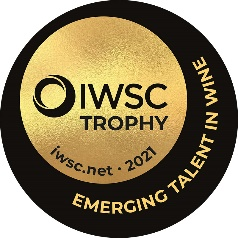 IWSC
TROPHY
iwsc.net · 2021
EMERGING TALENT IN WINE